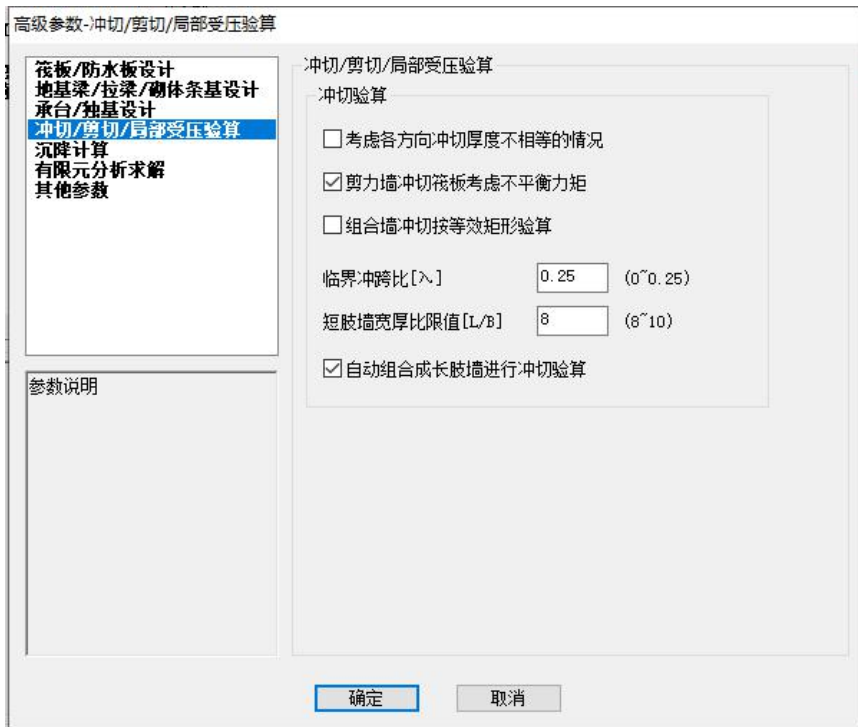 高级参数-冲切/剪切/局部受压验算
筏板/防水板设计
地基梁/拉梁/砌体条基设计
承台/独基设计
冲切/剪切/局部受压验算
沉降计算
有限元分析求解
其他参数
参数说明
冲切/剪切/局部受压验算
冲切验算
考虑各方向冲切厚度不相等的情况
剪力墙冲切筏板考虑不平衡力矩
组合墙冲切按等效矩形验算
临界冲跨比[λ] 0.25 (0~0.25)
短肢墙宽厚比限值[L/B] 8 (8~10)
自动组合成长肢墙进行冲切验算
确定 取消